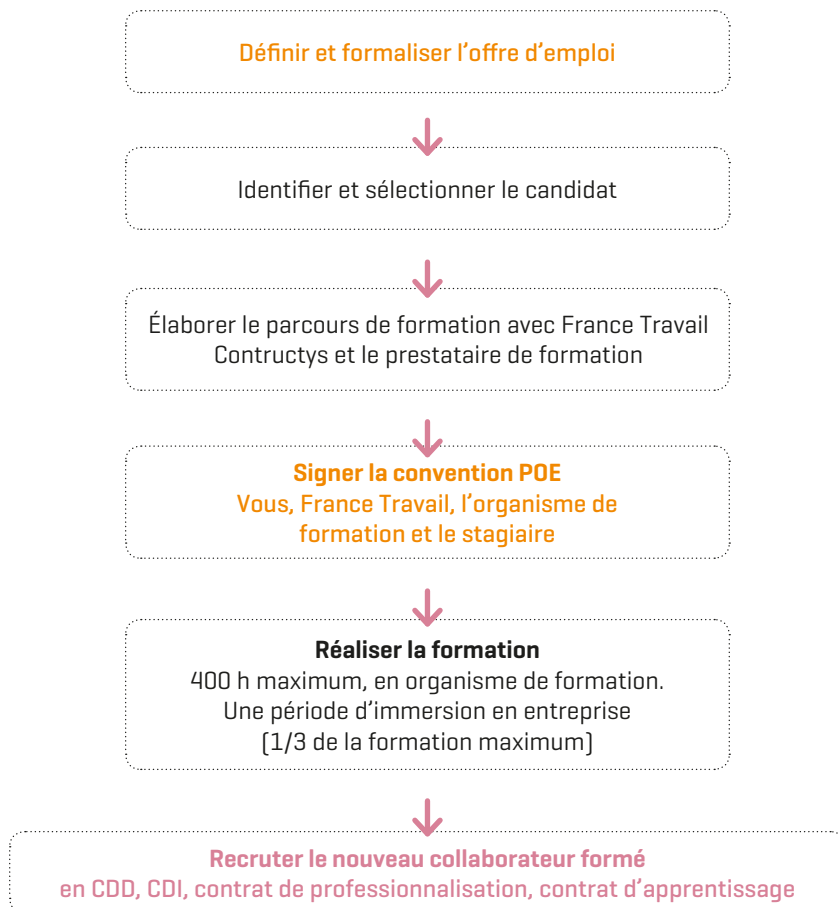 Définir et formaliser l’offre d’emploi
Identifier et sélectionner le candidat
Élaborer le parcours de formation avec France Travail
Contructys et le prestataire de formation
Signer la convention POE
Vous, France Travail, l’organisme de
formation et le stagiaire
Réaliser la formation
400 h maximum, en organisme de formation.
Une période d’immersion en entreprise
(1/3 de la formation maximum)
Recruter le nouveau collaborateur formé
en CDD, CDI, contrat de professionnalisation, contrat d’apprentissage